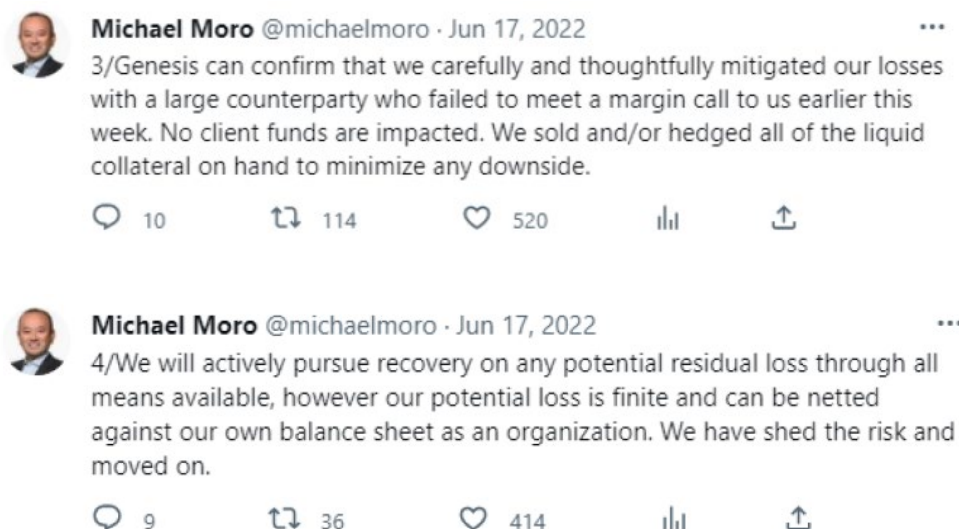 Michael Moro @michaelmoro · Jun 17, 2022
3/Genesis can confirm that we carefully and thoughtfully mitigated our losses
with a large counterparty who failed to meet a margin call to us earlier this
week. No client funds are impacted. We sold and/or hedged all of the liquid
collateral on hand to minimize any downside.
10 114 520
Michael Moro @michaelmoro · Jun 17, 2022
4/We will actively pursue recovery on any potential residual loss through all
means available, however our potential loss is finite and can be netted
against our own balance sheet as an organization. We have shed the risk and
moved on.
9 36 414